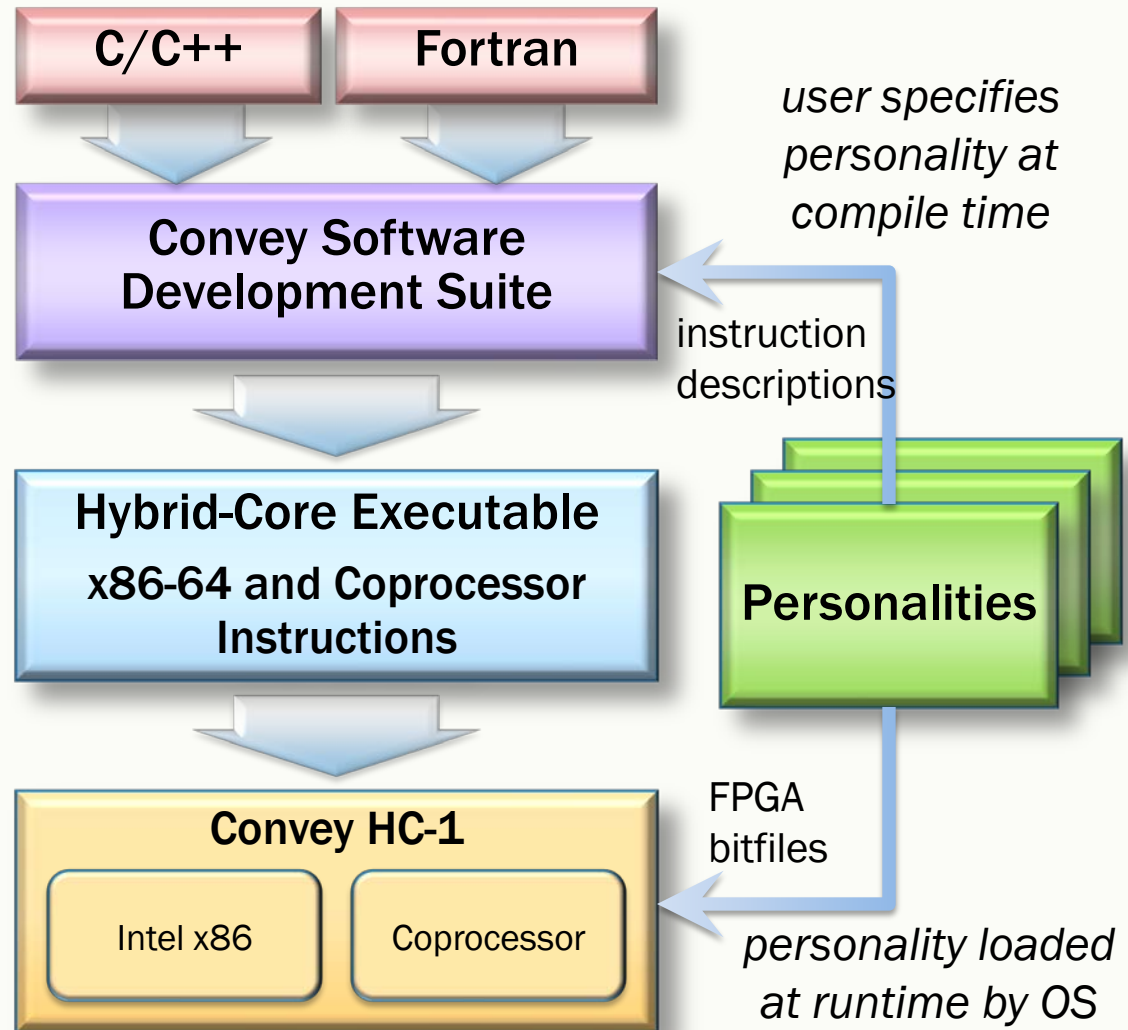 C/C++
Fortran
user specifies
personality at
compile time
Convey Software
Development Suite
instruction
descriptions
Hybrid-Core Executable
x86-64 and Coprocessor
Instructions
Personalities
FPGA
bitfiles
Convey HC-1
Intel x86
Coprocessor
personality loaded
at runtime by OS